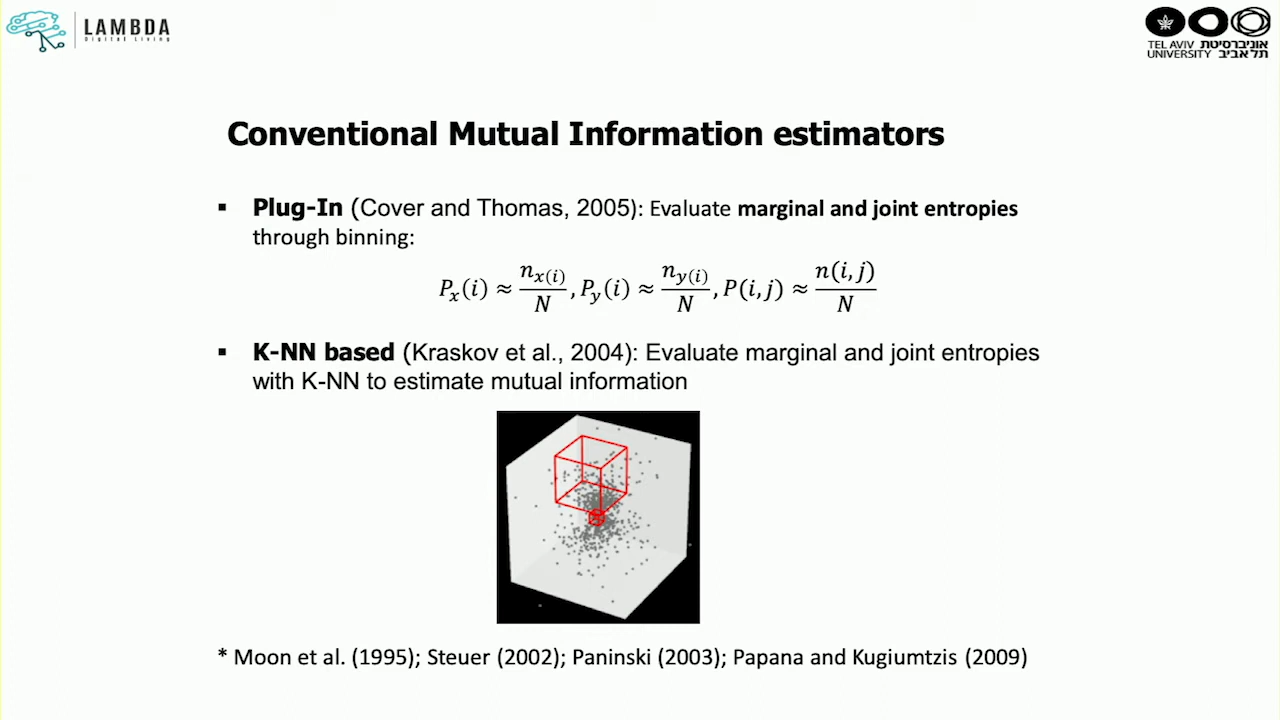 LAMBDA
Digital Living
TEL AVIV אוניברסיטת
UNIVERSITY תל אביב
Conventional Mutual Information estimators
▪ Plug-In (Cover and Thomas, 2005): Evaluate marginal and joint entropies
through binning:
P_x(i) ≈ n_x(i)/N, P_y(i) ≈ n_y(i)/N, P(i,j) ≈ n(i,j)/N
▪ K-NN based (Kraskov et al., 2004): Evaluate marginal and joint entropies
with K-NN to estimate mutual information
* Moon et al. (1995); Steuer (2002); Paninski (2003); Papana and Kugiumtzis (2009)